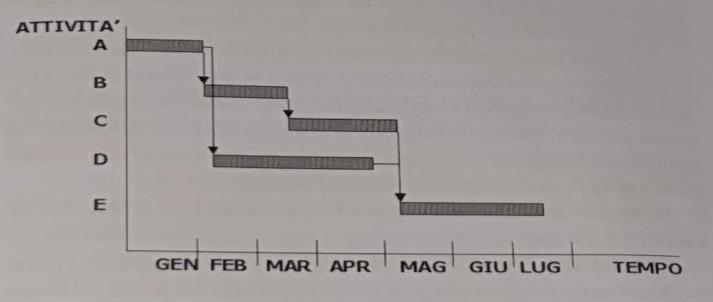 ATTIVITA'
A
B
C
D
E
GEN FEB MAR APR MAG GIU LUG TEMPO